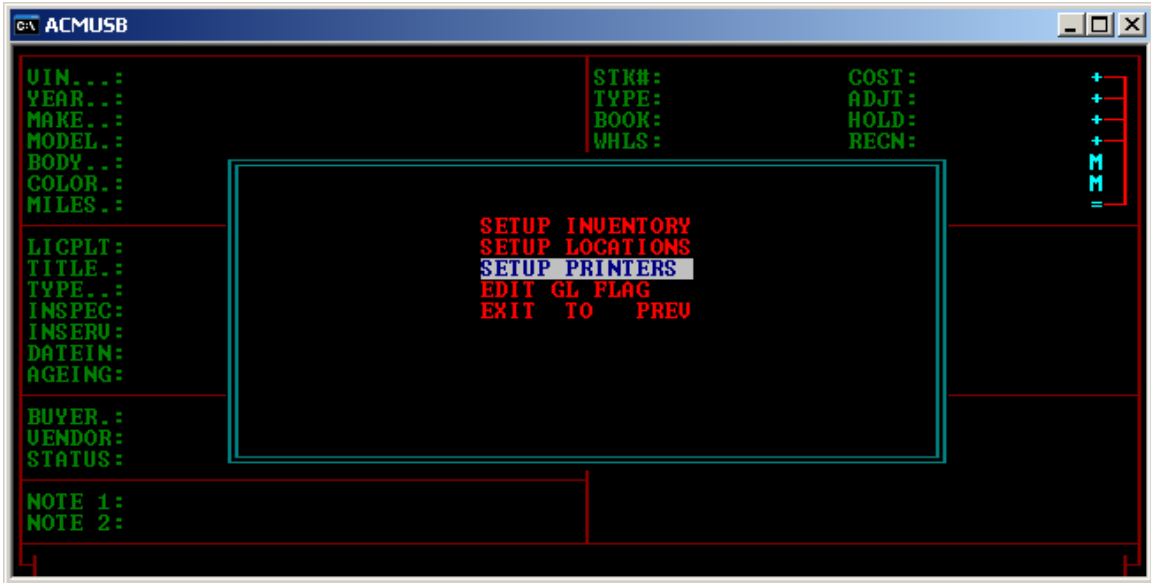 ACMUSB
VIN...: STK#: COST: +
YEAR..: TYPE: ADJT: +
MAKE..: BOOK: HOLD: +
MODEL.: WHLS: RECN: +
BODY..: M
COLOR.: M
MILES.: =
SETUP INVENTORY
LICPLT: SETUP LOCATIONS
TITLE.: SETUP PRINTERS
TYPE..: EDIT GL FLAG
INSPEC: EXIT TO PREV
INSERV:
DATEIN:
AGEING:
BUYER.:
VENDOR:
STATUS:
NOTE 1:
NOTE 2: